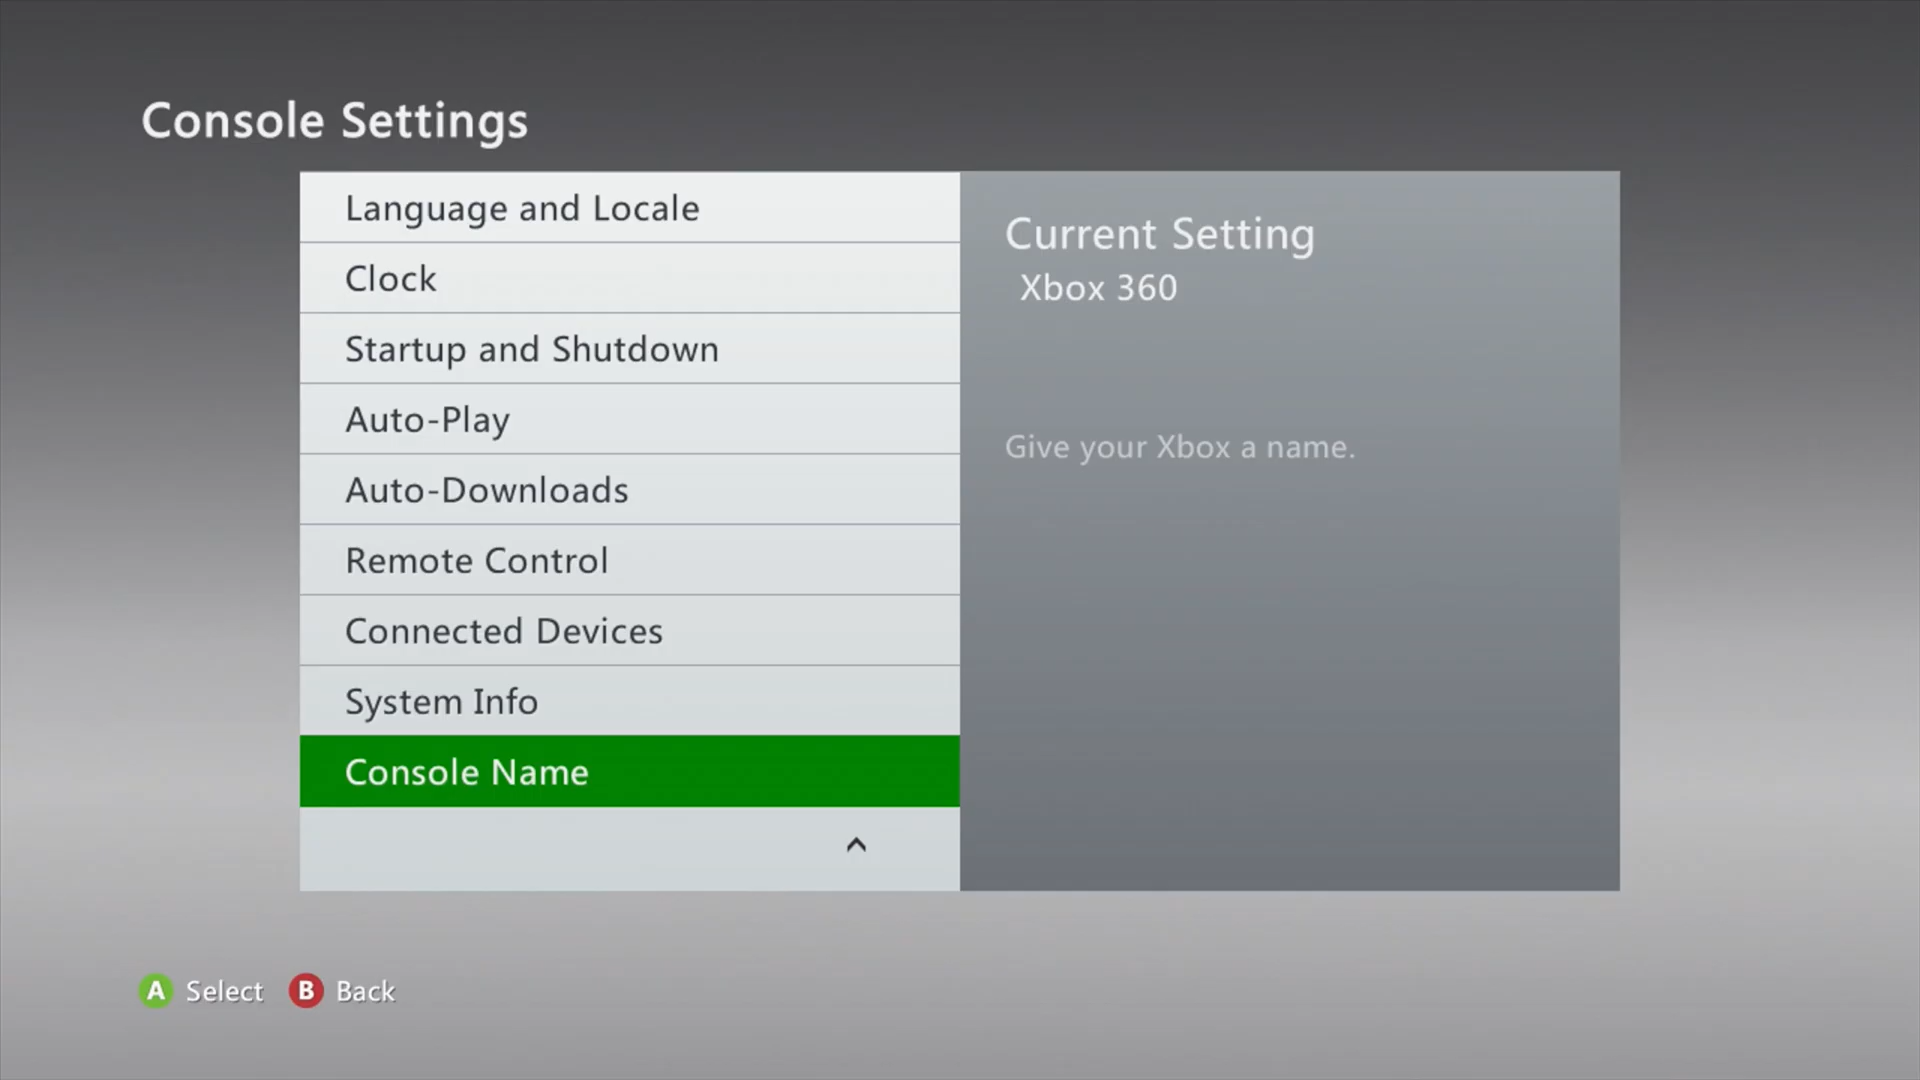 Console Settings
Language and Locale
Clock
Startup and Shutdown
Auto-Play
Auto-Downloads
Remote Control
Connected Devices
System Info
Console Name
Current Setting
Xbox 360
Give your Xbox a name.
A Select B Back